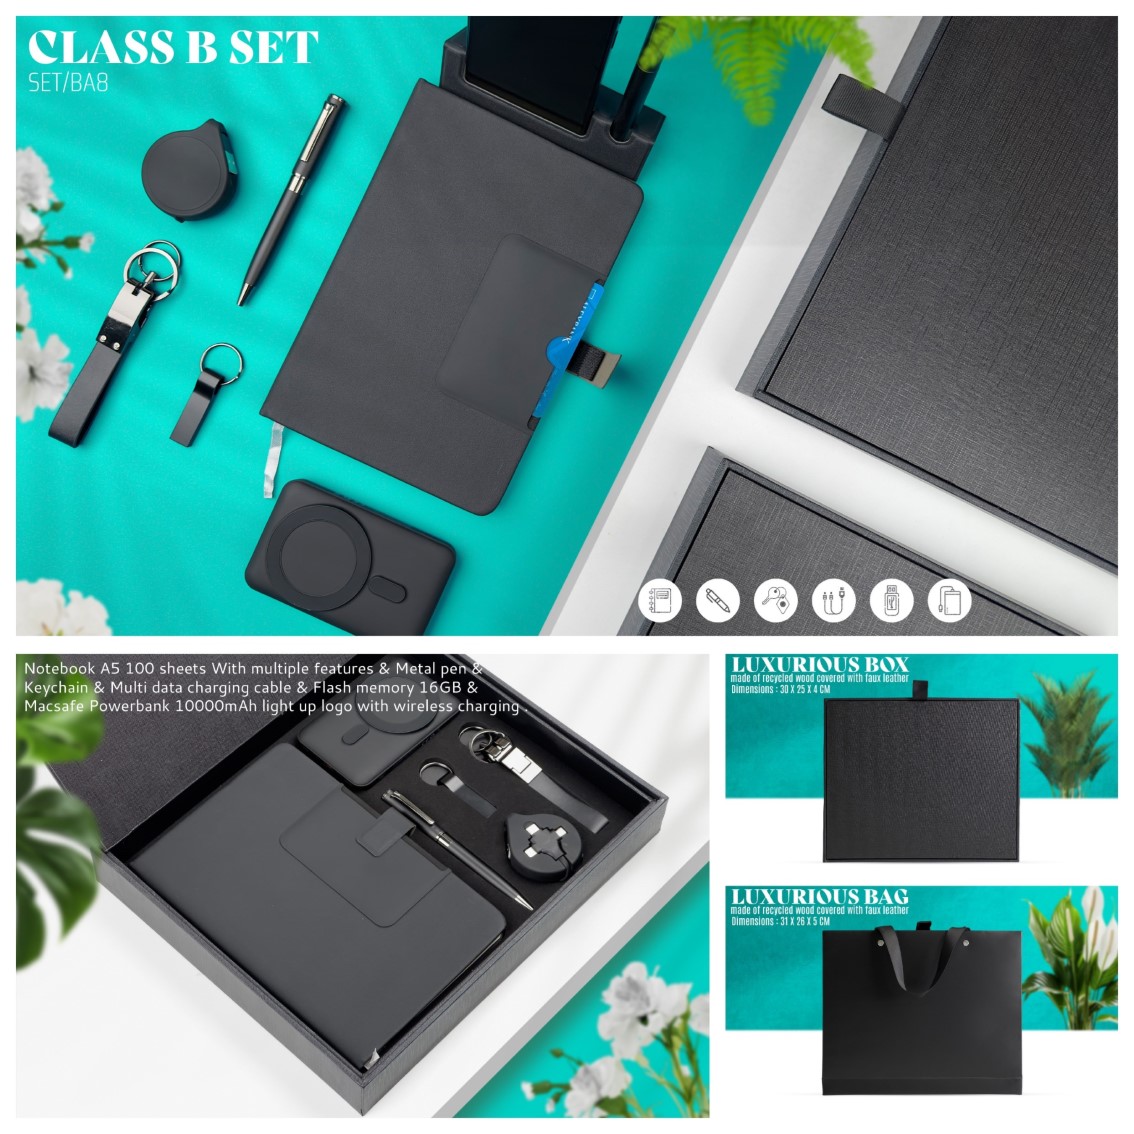 CLASS B SET
SET/BA8
Notebook A5 100 sheets With multiple features & Metal pen &
Keychain & Multi data charging cable & Flash memory 16GB &
Macsafe Powerbank 10000mAh light up logo with wireless charging .
LUXURIOUS BOX
made of recycled wood covered with faux leather
Dimensions : 30 X 25 X 4 CM
LUXURIOUS BAG
made of recycled wood covered with faux leather
Dimensions : 31 X 26 X 5 CM